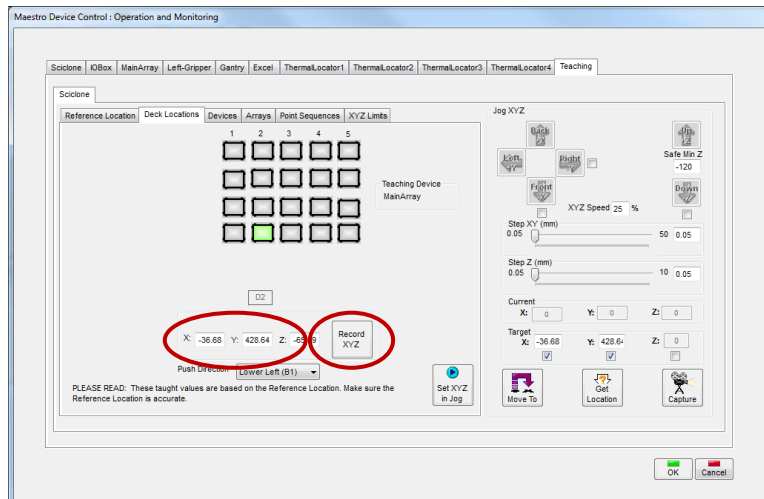 Maestro Device Control : Operation and Monitoring
Sciclone IOBox MainArray Left-Gripper Gantry Excel ThermalLocator1 ThermalLocator2 ThermalLocator3 ThermalLocator4 Teaching
Sciclone
Reference Location Deck Locations Devices Arrays Point Sequences XYZ Limits
1 2 3 4 5
Teaching Device
MainArray
D2
X: -36.68 Y: 428.64 Z:
Record
XYZ
Push Direction Lower Left (B1)
PLEASE READ: These taught values are based on the Reference Location. Make sure the
Reference Location is accurate.
Set XYZ
in Jog
Jog XYZ
Back
Up
Left
Right
Safe Min Z
-120
Front
Down
XYZ Speed 25 %
Step XY (mm)
0.05 50 0.05
Step Z (mm)
0.05 10 0.05
Current
X: 0 Y: 0 Z: 0
Target
X: -36.68 Y: 428.64 Z: 0
Move To
Get
Location
Capture
OK Cancel